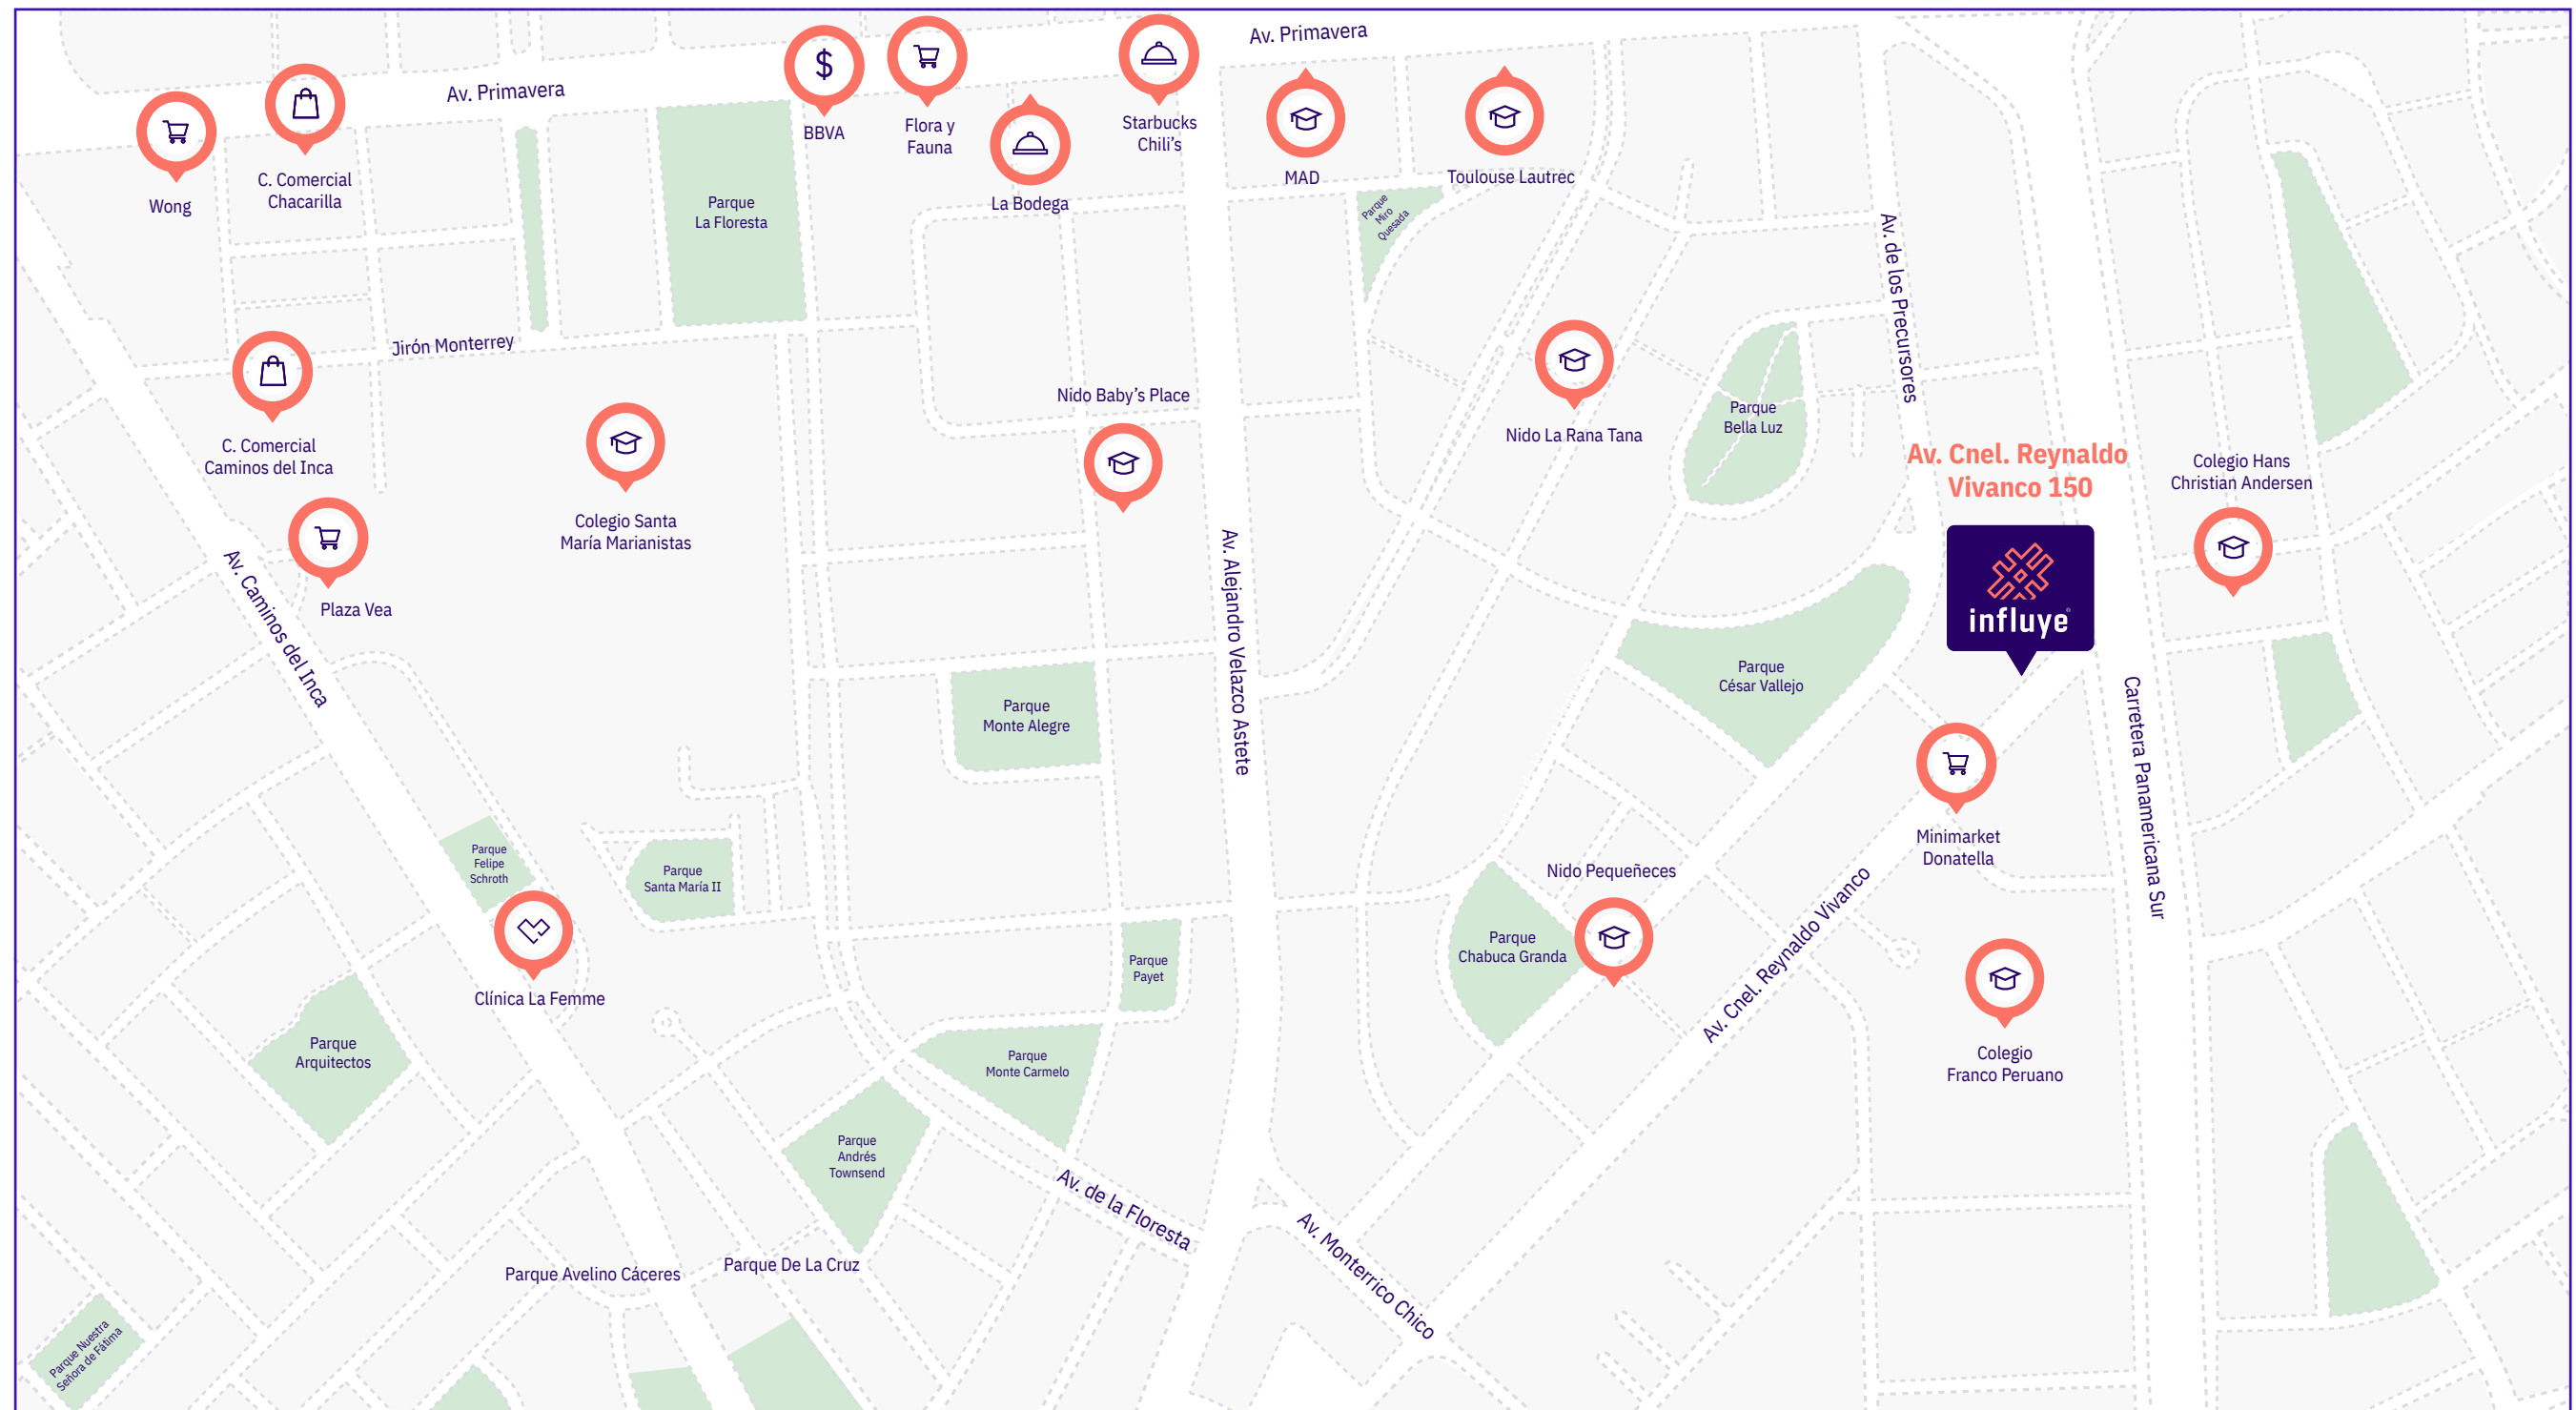 Av. Primavera
Av. Primavera
Wong
C. Comercial
Chacarilla
BBVA
Flora y
Fauna
La Bodega
Starbucks
Chili's
MAD
Toulouse Lautrec
Parque
La Floresta
Parque
Miro
Quesada
Av. de los Precursores
Jirón Monterrey
C. Comercial
Caminos del Inca
Plaza Vea
Colegio Santa
María Marianistas
Nido Baby's Place
Nido La Rana Tana
Parque
Bella Luz
Av. Cnel. Reynaldo
Vivanco 150
influye®
Colegio Hans
Christian Andersen
Av. Caminos del Inca
Av. Alejandro Velazco Astete
Parque
Monte Alegre
Parque
César Vallejo
Carretera Panamericana Sur
Minimarket
Donatella
Parque
Felipe
Schroth
Parque
Santa María II
Clínica La Femme
Parque
Payet
Nido Pequeñeces
Parque
Chabuca Granda
Av. Cnel. Reynaldo Vivanco
Colegio
Franco Peruano
Parque
Arquitectos
Parque
Monte Carmelo
Parque
Andrés
Townsend
Av. de la Floresta
Av. Monterrico Chico
Parque Avelino Cáceres
Parque De La Cruz
Parque Nuestra
Señora de Fátima